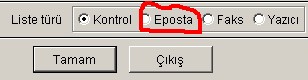 Liste türü Kontrol Eposta Faks Yazıcı
Tamam Çıkış